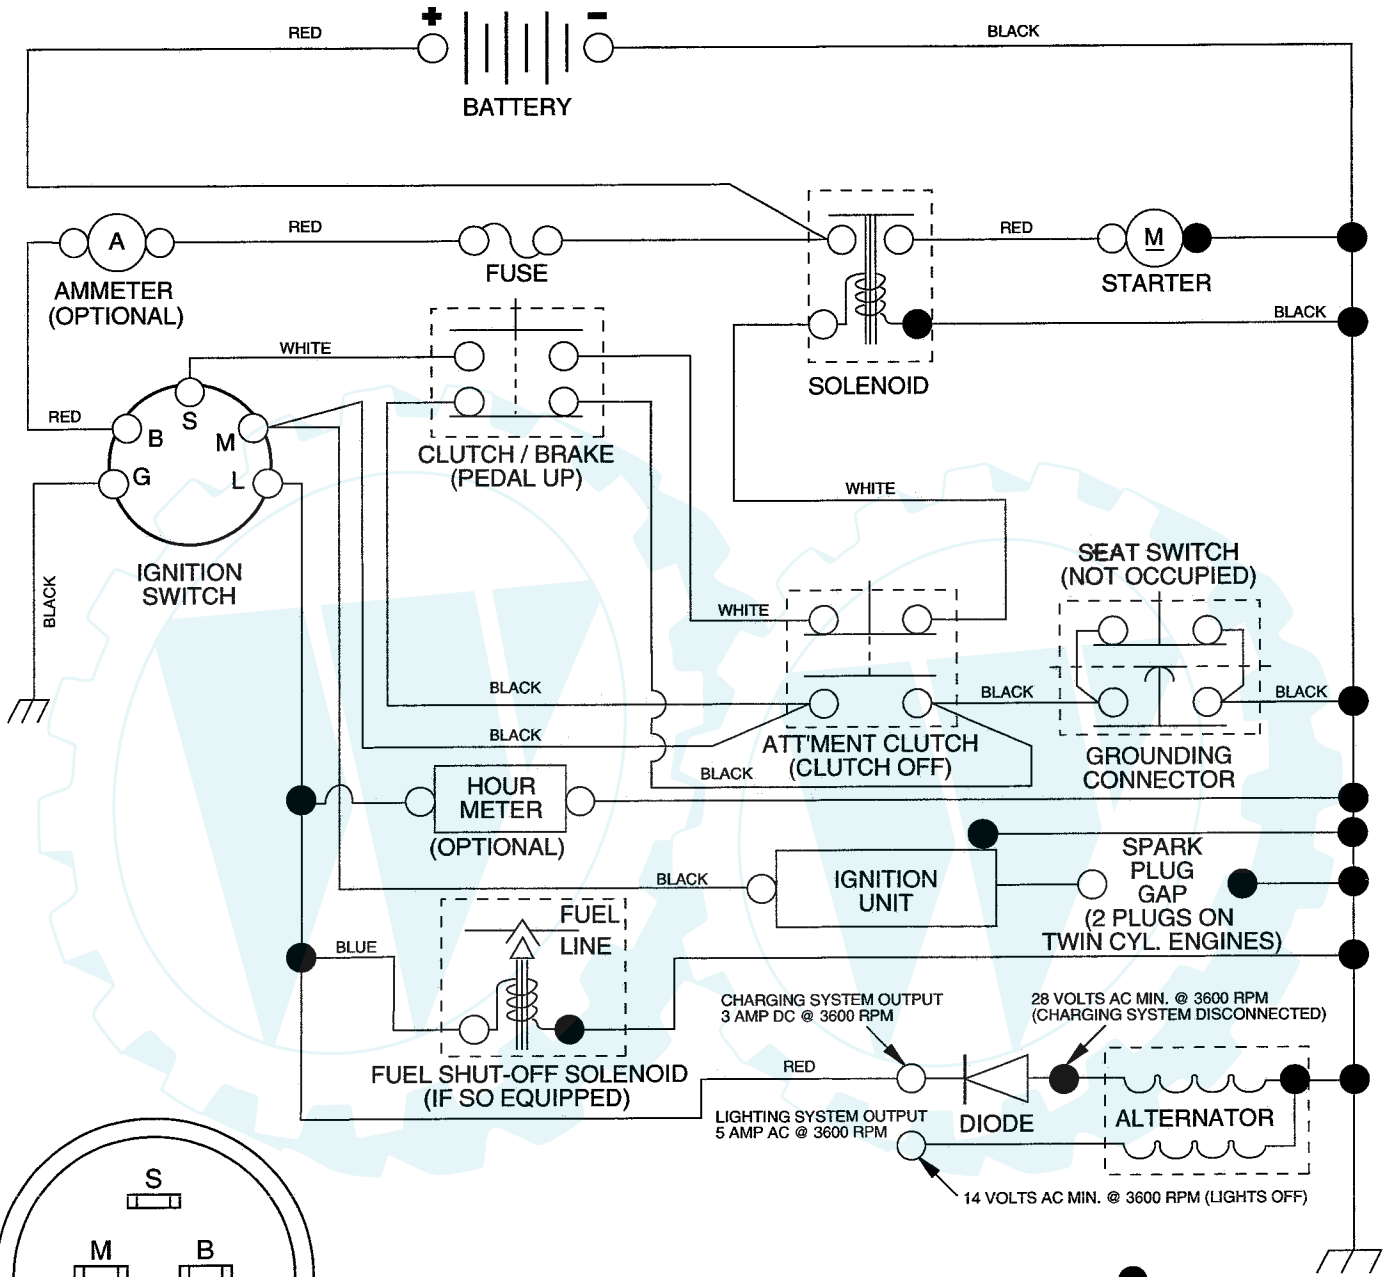 + -
RED
BLACK
BATTERY
A
RED
FUSE
RED
M
STARTER
AMMETER
(OPTIONAL)
BLACK
WHITE
SOLENOID
RED
S
B
M
G
L
CLUTCH / BRAKE
(PEDAL UP)
WHITE
IGNITION
SWITCH
BLACK
SEAT SWITCH
(NOT OCCUPIED)
WHITE
BLACK
BLACK
BLACK
BLACK
ATT'MENT CLUTCH
(CLUTCH OFF)
GROUNDING
CONNECTOR
BLACK
HOUR
METER
(OPTIONAL)
BLACK
IGNITION
UNIT
SPARK
PLUG
GAP
(2 PLUGS ON
TWIN CYL. ENGINES)
FUEL
LINE
BLUE
CHARGING SYSTEM OUTPUT
3 AMP DC @ 3600 RPM
28 VOLTS AC MIN. @ 3600 RPM
(CHARGING SYSTEM DISCONNECTED)
FUEL SHUT-OFF SOLENOID
(IF SO EQUIPPED)
RED
DIODE
ALTERNATOR
LIGHTING SYSTEM OUTPUT
5 AMP AC @ 3600 RPM
14 VOLTS AC MIN. @ 3600 RPM (LIGHTS OFF)
S
M B